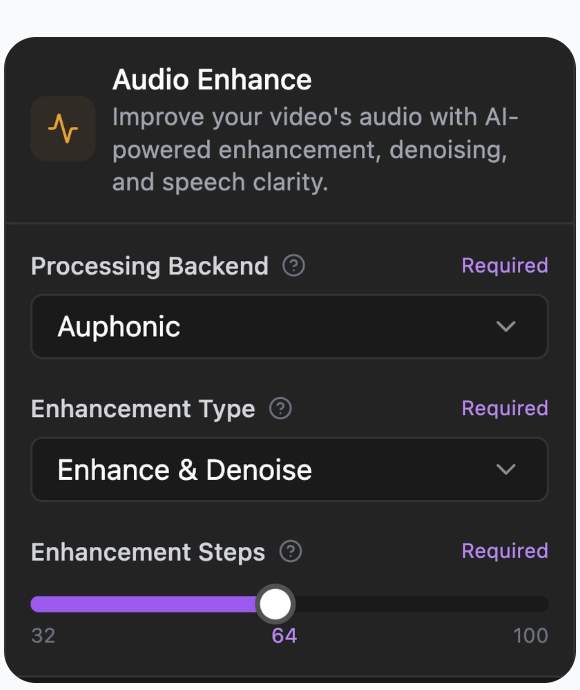 Audio Enhance
Improve your video's audio with AI-
powered enhancement, denoising,
and speech clarity.
Processing Backend ? Required
Auphonic
Enhancement Type ? Required
Enhance & Denoise
Enhancement Steps ? Required
32 64 100